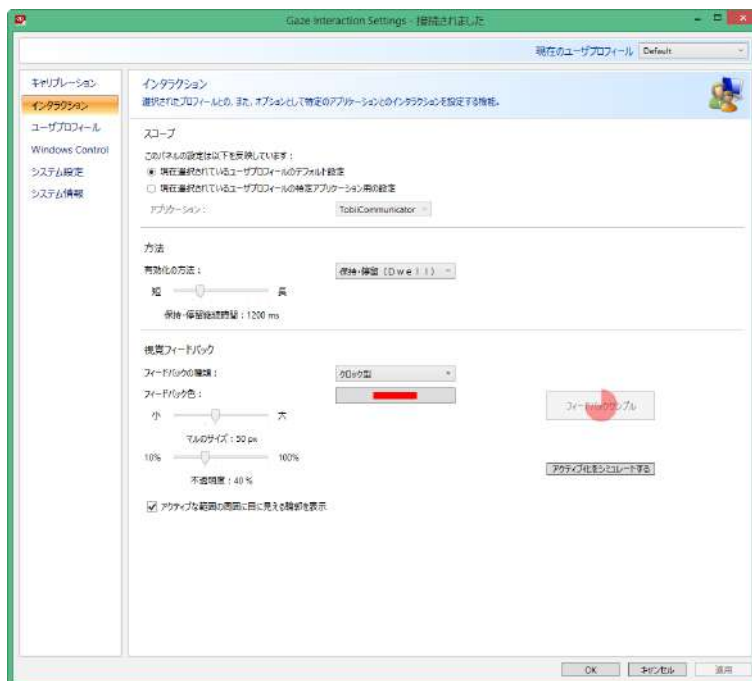 Gaze Interaction Settings - 接続されました
現在のユーザプロフィール Default
キャリブレーション
インタラクション
ユーザプロフィール
Windows Control
システム設定
システム情報
インタラクション
選択されたプロフィールとの、また、オプションとして特定のアプリケーションとのインタラクションを設定する機能。
スコープ
このパネルの設定は以下を反映しています：
現在選択されているユーザプロフィールのデフォルト設定
現在選択されているユーザプロフィールの特定アプリケーション用の設定
アプリケーション： TobiiCommunicator
方法
有効化の方法： 保持・停留（Ｄｗｅｌｌ）
短 長
保持・停留継続時間：1200 ms
視覚フィードバック
フィードバックの種類： クロック型
フィードバック色：
小 大
マルのサイズ：50 px
10% 100%
不透明度：40 %
フィードバックサンプル
アクティブ化をシミュレートする
アクティブな範囲の周囲に目に見える輪郭を表示
OK キャンセル 適用